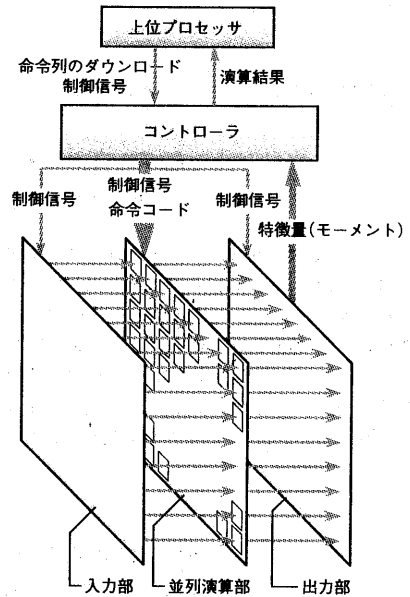 上位プロセッサ
命令列のダウンロード
制御信号
演算結果
コントローラ
制御信号
制御信号
命令コード
制御信号
特徴量(モーメント)
入力部
並列演算部
出力部